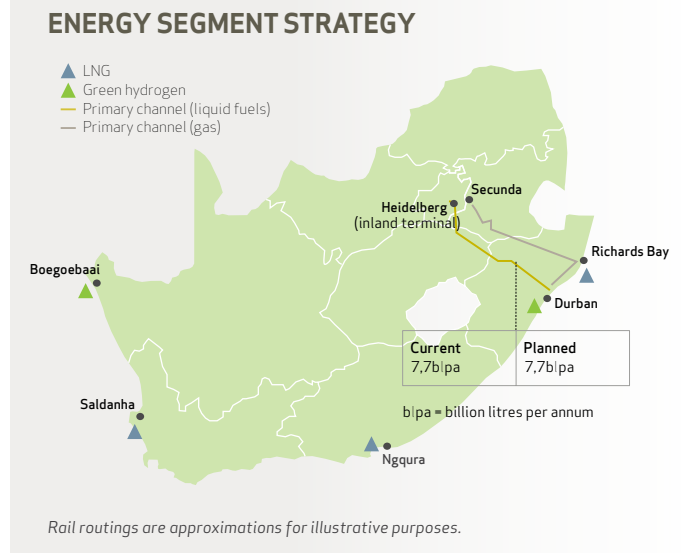 ENERGY SEGMENT STRATEGY
LNG
Green hydrogen
Primary channel (liquid fuels)
Primary channel (gas)
Secunda
Heidelberg
(inland terminal)
Richards Bay
Boegoebaai
Durban
Current
7,7blpa
Planned
7,7blpa
Saldanha
blpa = billion litres per annum
Ngqura
Rail routings are approximations for illustrative purposes.